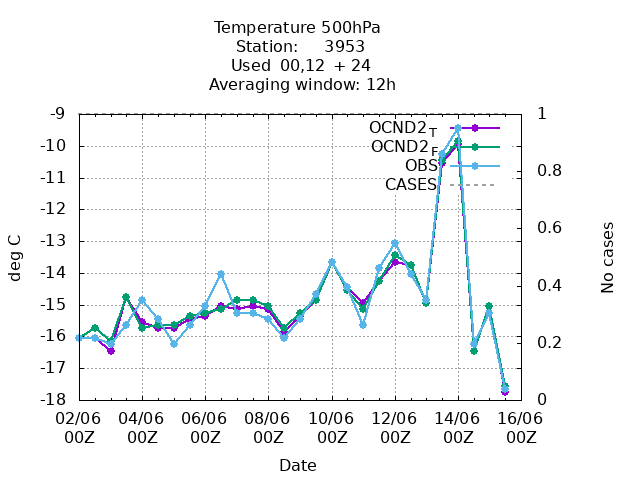 Temperature 500hPa
Station: 3953
Used 00,12 + 24
Averaging window: 12h
-9
-10
-11
-12
-13
-14
-15
-16
-17
-18
deg C
1
0.8
0.6
0.4
0.2
0
No cases
OCND2_T
OCND2_F
OBS
CASES
02/06 04/06 06/06 08/06 10/06 12/06 14/06 16/06
00Z 00Z 00Z 00Z 00Z 00Z 00Z 00Z
Date